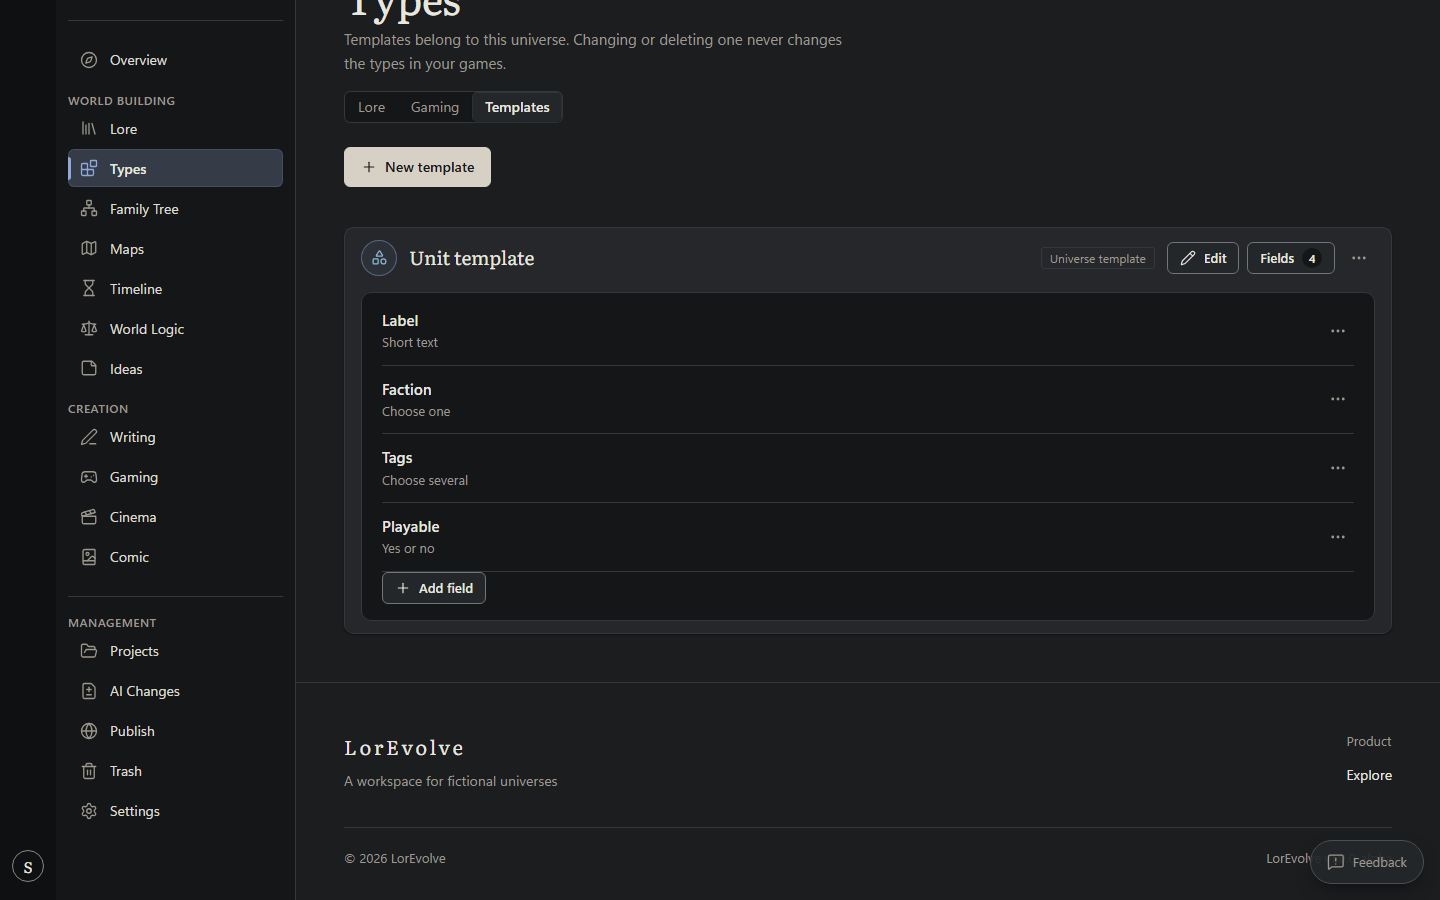 Types
Templates belong to this universe. Changing or deleting one never changes
the types in your games.
Lore
Gaming
Templates
+ New template
Overview
WORLD BUILDING
Lore
Types
Family Tree
Maps
Timeline
World Logic
Ideas
CREATION
Writing
Gaming
Cinema
Comic
MANAGEMENT
Projects
AI Changes
Publish
Trash
Settings
S
Unit template
Universe template
Edit
Fields 4
Label
Short text
Faction
Choose one
Tags
Choose several
Playable
Yes or no
+ Add field
LorEvolve
A workspace for fictional universes
Product
Explore
© 2026 LorEvolve
Feedback